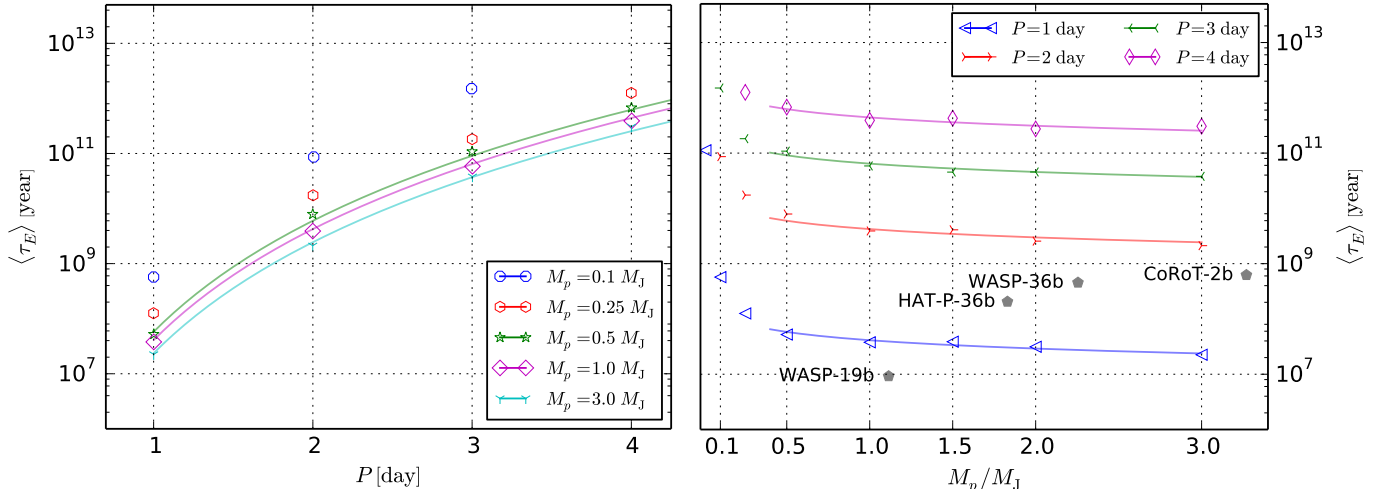 10^13
10^11
10^9
10^7
⟨τ_E⟩ [year]
1
2
3
4
P [day]
M_p = 0.1 M_J
M_p = 0.25 M_J
M_p = 0.5 M_J
M_p = 1.0 M_J
M_p = 3.0 M_J
P = 1 day
P = 2 day
P = 3 day
P = 4 day
WASP-36b
CoRoT-2b
HAT-P-36b
WASP-19b
10^13
10^11
10^9
10^7
⟨τ_E⟩ [year]
0.1
0.5
1.0
1.5
2.0
3.0
M_p/M_J